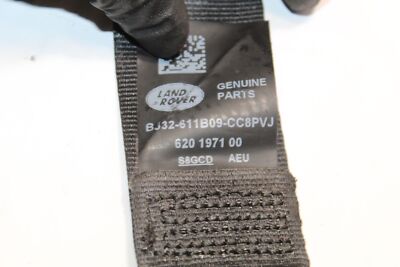 GENUINE
PARTS
LAND
ROVER
BJ32-611B09-CC8PVJ
620 1971 00
S8GCD AEU